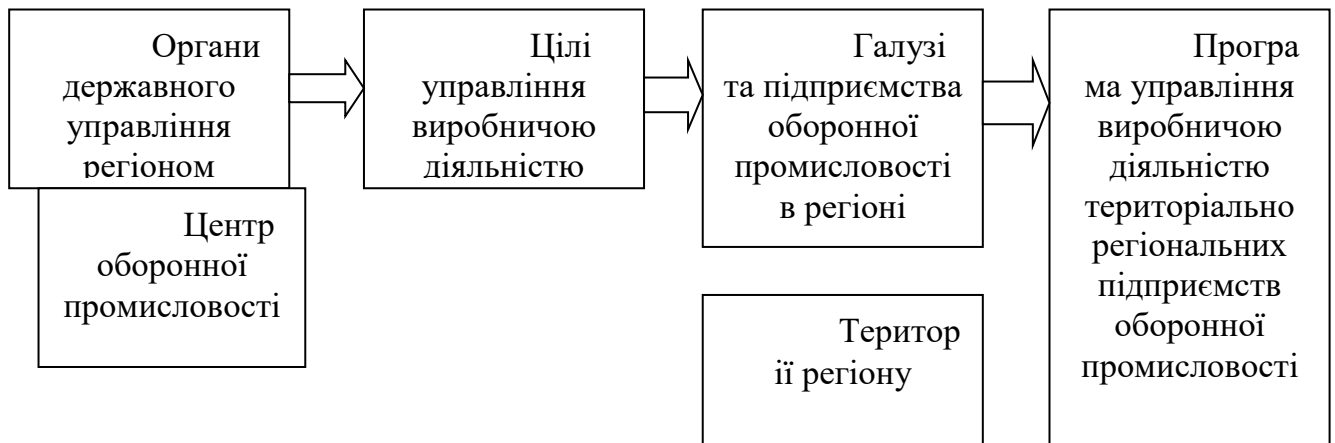 Органи
державного
управління
регіоном
Центр
оборонної
промисловості
Цілі
управління
виробничою
діяльністю
Галузі
та підприємства
оборонної
промисловості
в регіоні
Територ
ії регіону
Програ
ма управління
виробничою
діяльністю
територіально
регіональних
підприємств
оборонної
промисловості